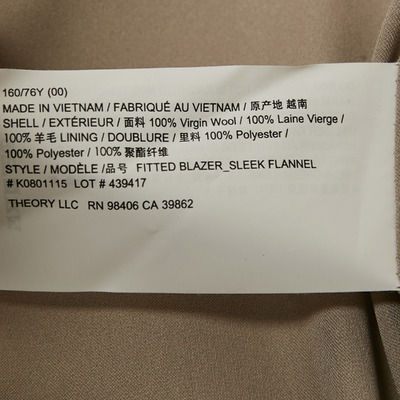 160/76Y (00)
MADE IN VIETNAM / FABRIQUÉ AU VIETNAM / 原产地 越南
SHELL / EXTÉRIEUR / 面料 100% Virgin Wool / 100% Laine Vierge /
100% 羊毛 LINING / DOUBLURE / 里料 100% Polyester /
100% Polyester / 100% 聚酯纤维
STYLE / MODÈLE /品号 FITTED BLAZER_SLEEK FLANNEL
# K0801115 LOT # 439417
THEORY LLC RN 98406 CA 39862